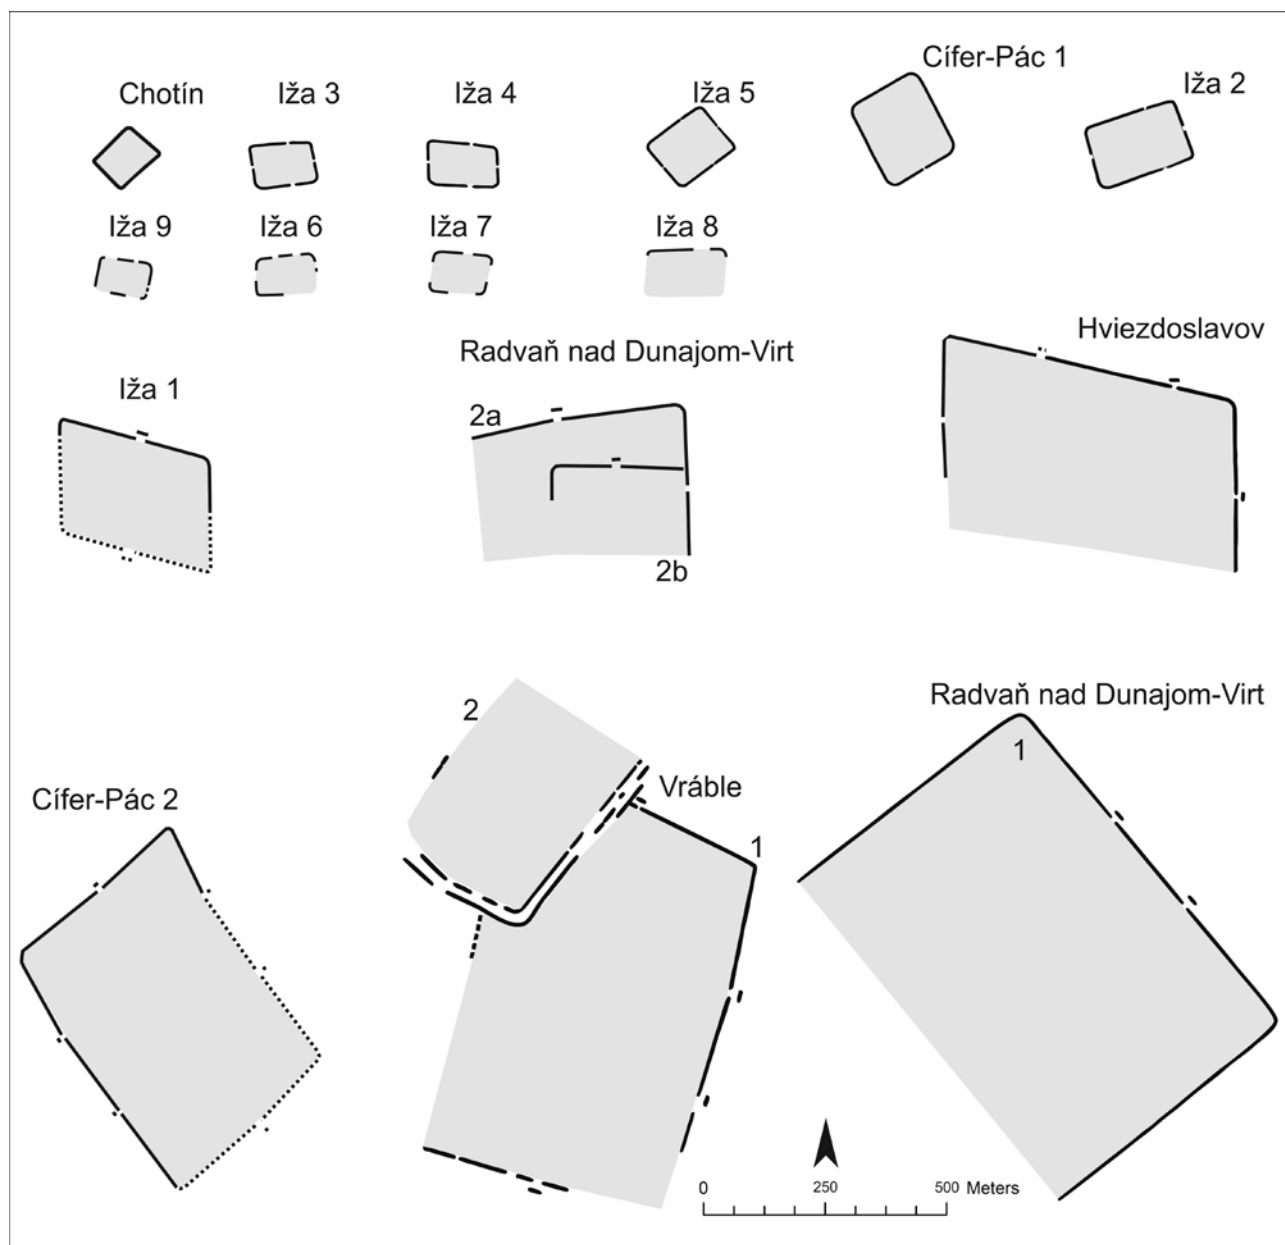 Cífer-Pác 1
Chotín
Iža 3
Iža 4
Iža 5
Iža 2
Iža 9
Iža 6
Iža 7
Iža 8
Radvaň nad Dunajom-Virt
Hviezdoslavov
Iža 1
2a
2b
Radvaň nad Dunajom-Virt
2
1
Vráble
Cífer-Pác 2
1
0
250
500 Meters